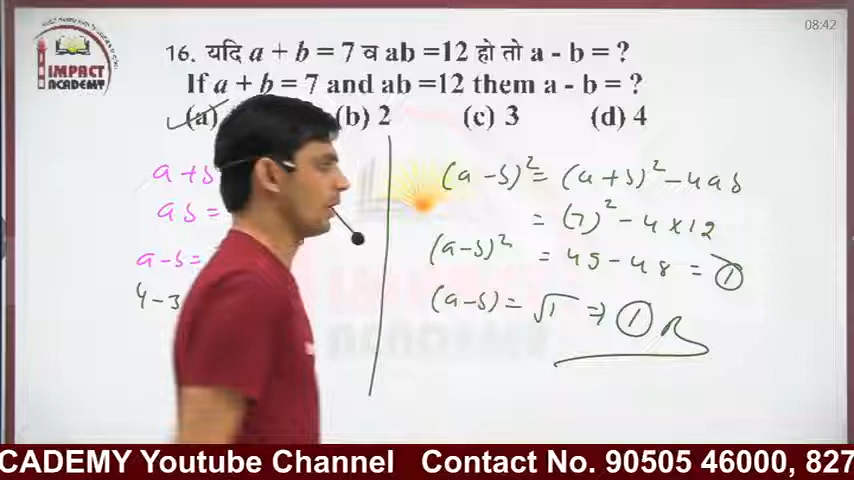 08:42
IMPACT
ACADEMY
16. यदि a + b = 7 व ab =12 हो तो a - b = ?
If a + b = 7 and ab =12 them a - b = ?
(a) (b) 2 (c) 3 (d) 4
a+b
ab =
a-b=
4-3
(a-b)² = (a+b)² - 4ab
= (7)² - 4×12
(a-b)² = 49 - 48 = 1
(a-b) = √1 ⇒ 1
CADEMY Youtube Channel Contact No. 90505 46000, 827